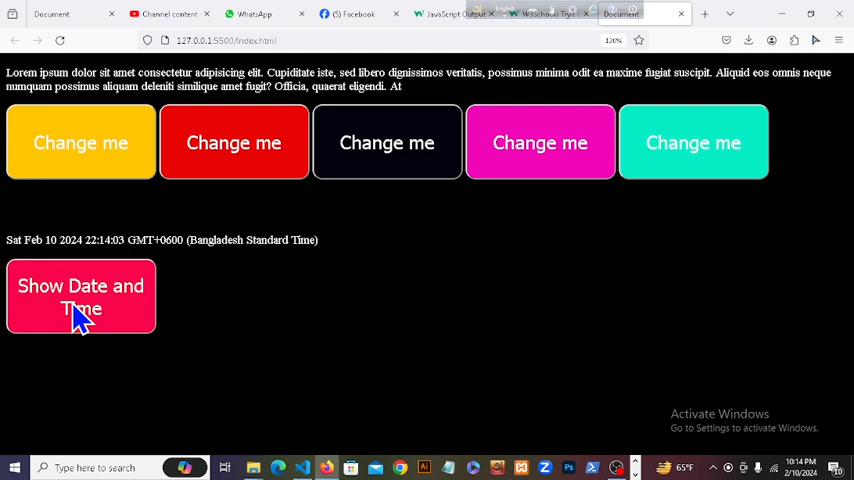 Document
Channel content
WhatsApp
(5) Facebook
JavaScript Output
W3Schools Tryit
Document
English
127.0.0.1:5500/index.html
120%
Lorem ipsum dolor sit amet consectetur adipisicing elit. Cupiditate iste, sed libero dignissimos veritatis, possimus minima odit ea maxime fugiat suscipit. Aliquid eos omnis neque
numquam possimus aliquam deleniti similique amet fugit? Officia, quaerat eligendi. At
Change me
Change me
Change me
Change me
Change me
Sat Feb 10 2024 22:14:03 GMT+0600 (Bangladesh Standard Time)
Show Date and
Time
Activate Windows
Go to Settings to activate Windows.
Type here to search
65°F
10:14 PM
2/10/2024